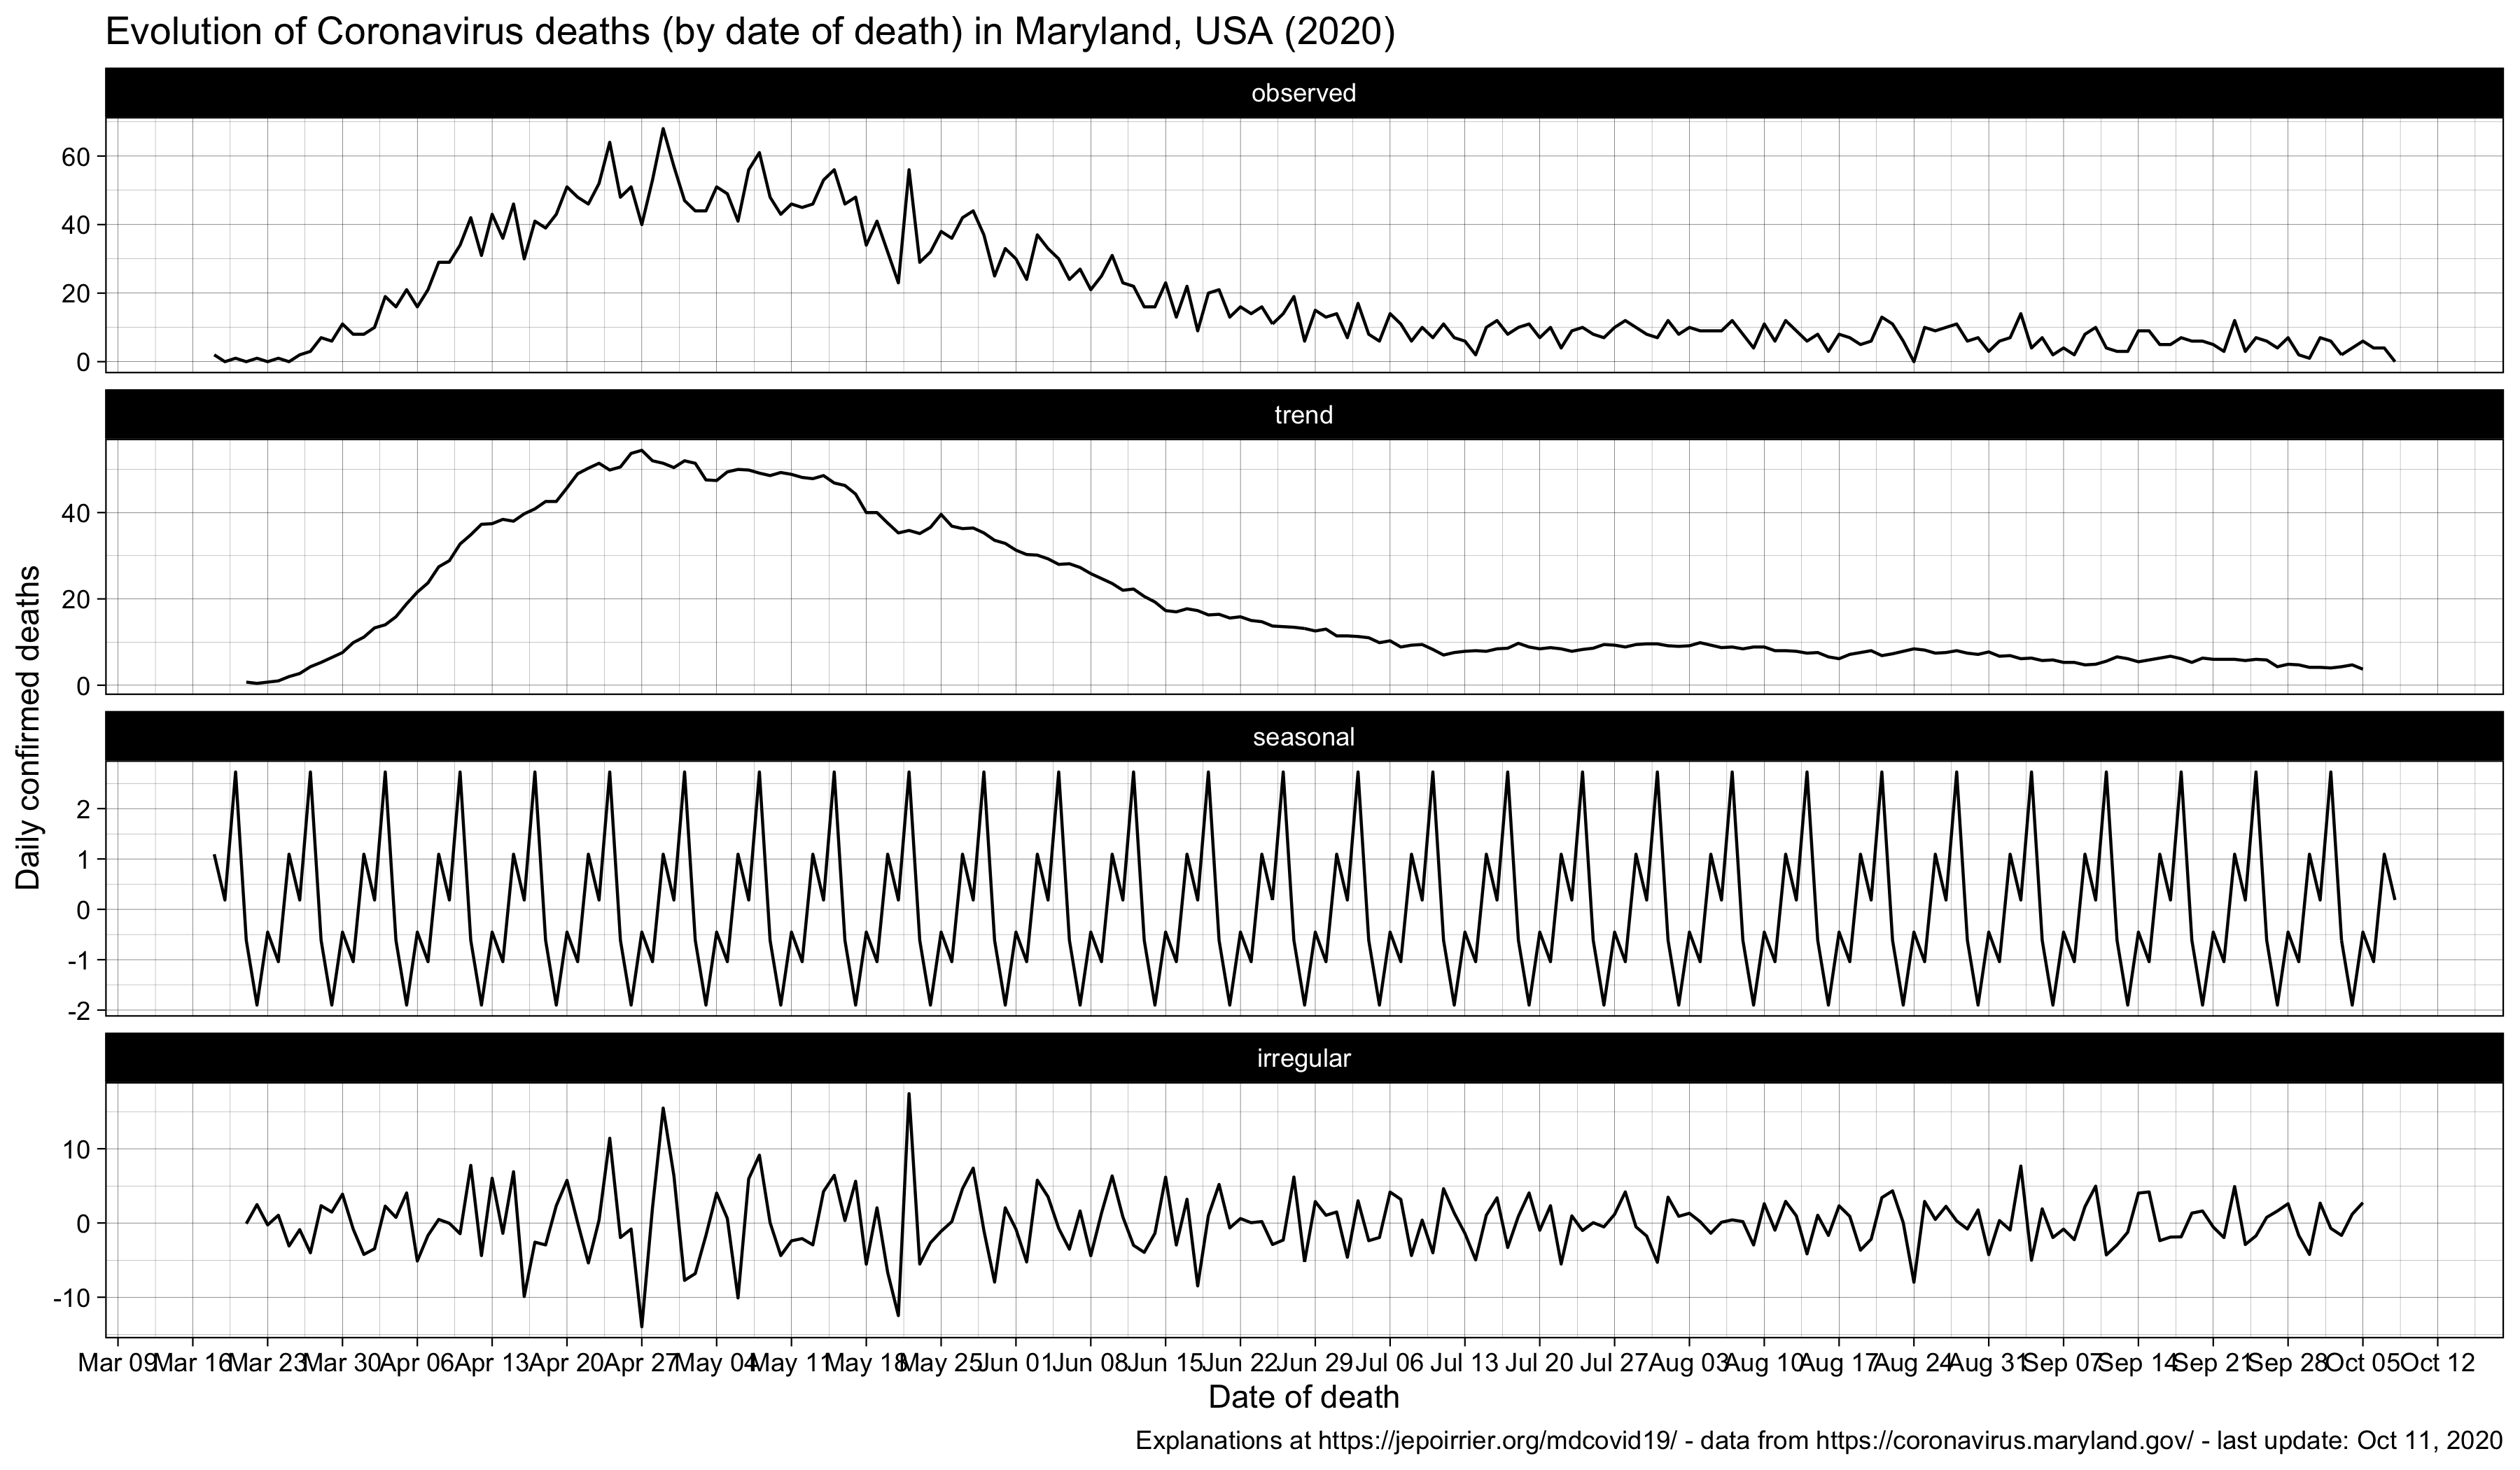 Evolution of Coronavirus deaths (by date of death) in Maryland, USA (2020)
observed
60
40
20
0
trend
40
20
0
seasonal
2
1
0
-1
-2
irregular
10
0
-10
Daily confirmed deaths
Mar 09 Mar 16 Mar 23 Mar 30 Apr 06 Apr 13 Apr 20 Apr 27 May 04 May 11 May 18 May 25 Jun 01 Jun 08 Jun 15 Jun 22 Jun 29 Jul 06 Jul 13 Jul 20 Jul 27 Aug 03 Aug 10 Aug 17 Aug 24 Aug 31 Sep 07 Sep 14 Sep 21 Sep 28 Oct 05 Oct 12
Date of death
Explanations at https://jepoirrier.org/mdcovid19/ - data from https://coronavirus.maryland.gov/ - last update: Oct 11, 2020